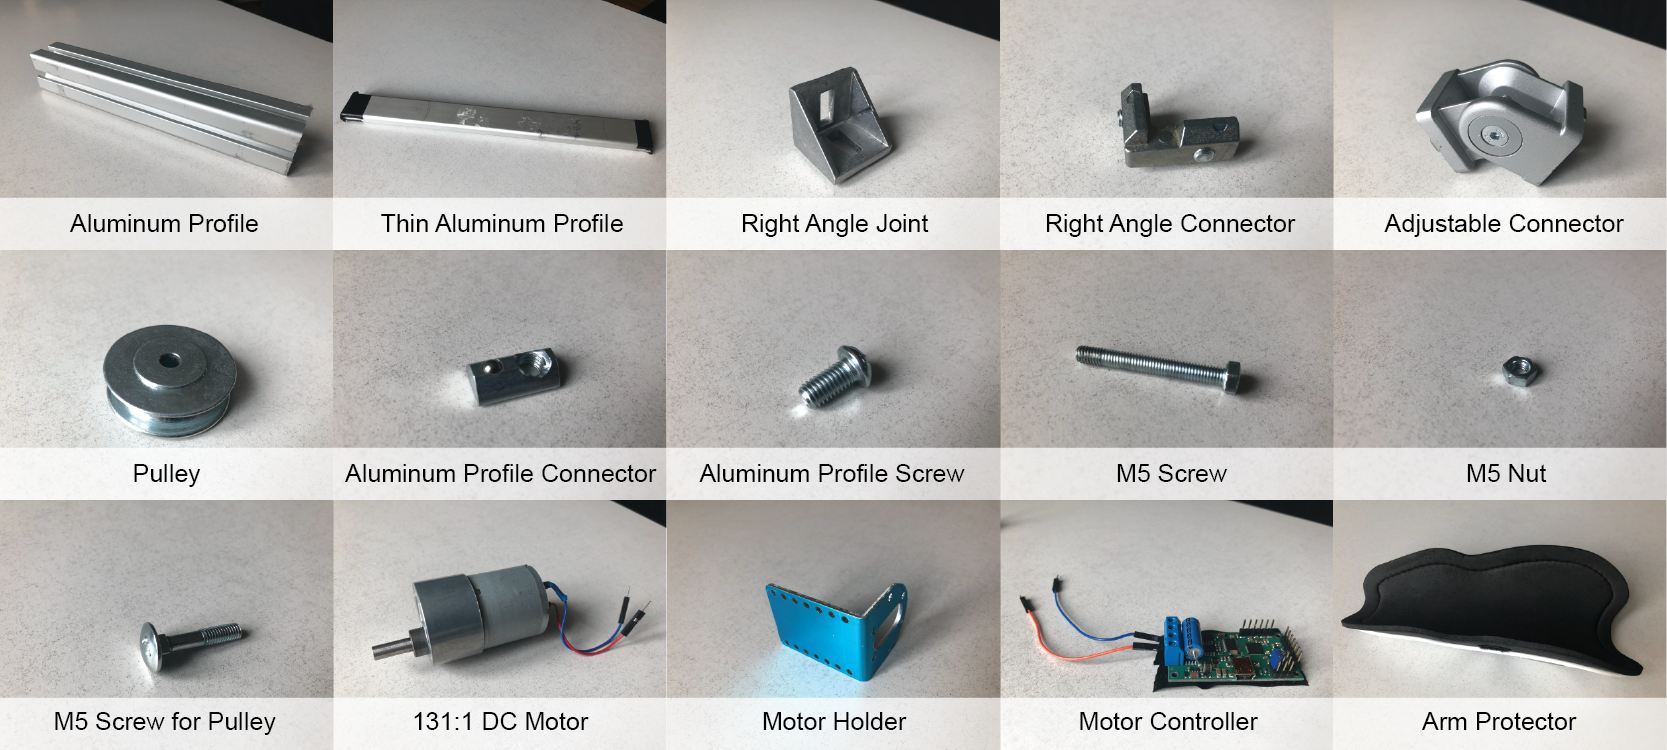 Aluminum Profile
Thin Aluminum Profile
Right Angle Joint
Right Angle Connector
Adjustable Connector
Pulley
Aluminum Profile Connector
Aluminum Profile Screw
M5 Screw
M5 Nut
M5 Screw for Pulley
131:1 DC Motor
Motor Holder
Motor Controller
Arm Protector